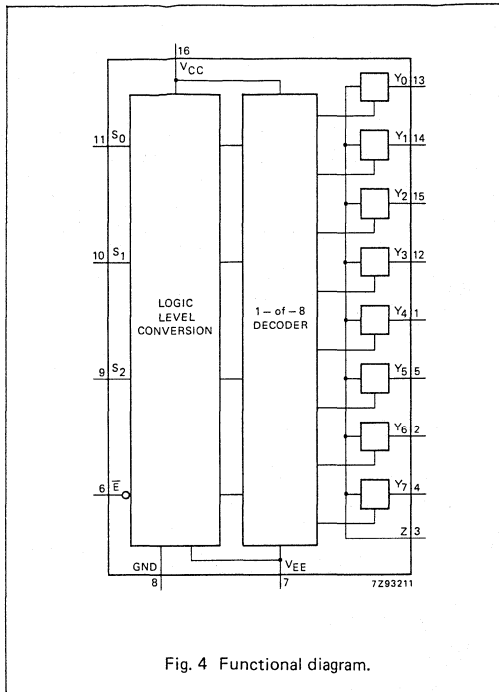 16
VCC
Y0 13
11 S0
Y1 14
Y2 15
10 S1
Y3 12
LOGIC
LEVEL
CONVERSION
1-of-8
DECODER
Y4 1
9 S2
Y5 5
Y6 2
6 E̅
Y7 4
Z 3
GND
VEE
8
7
7Z93211
Fig. 4 Functional diagram.